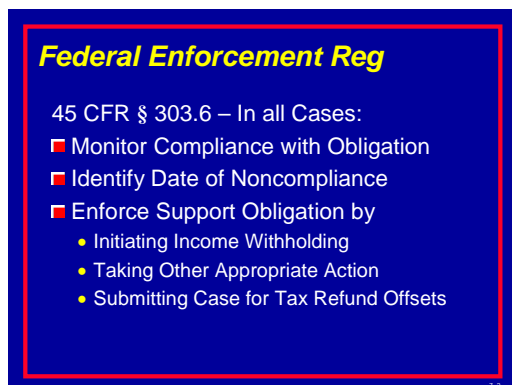 Federal Enforcement Reg
45 CFR § 303.6 – In all Cases:
Monitor Compliance with Obligation
Identify Date of Noncompliance
Enforce Support Obligation by
• Initiating Income Withholding
• Taking Other Appropriate Action
• Submitting Case for Tax Refund Offsets